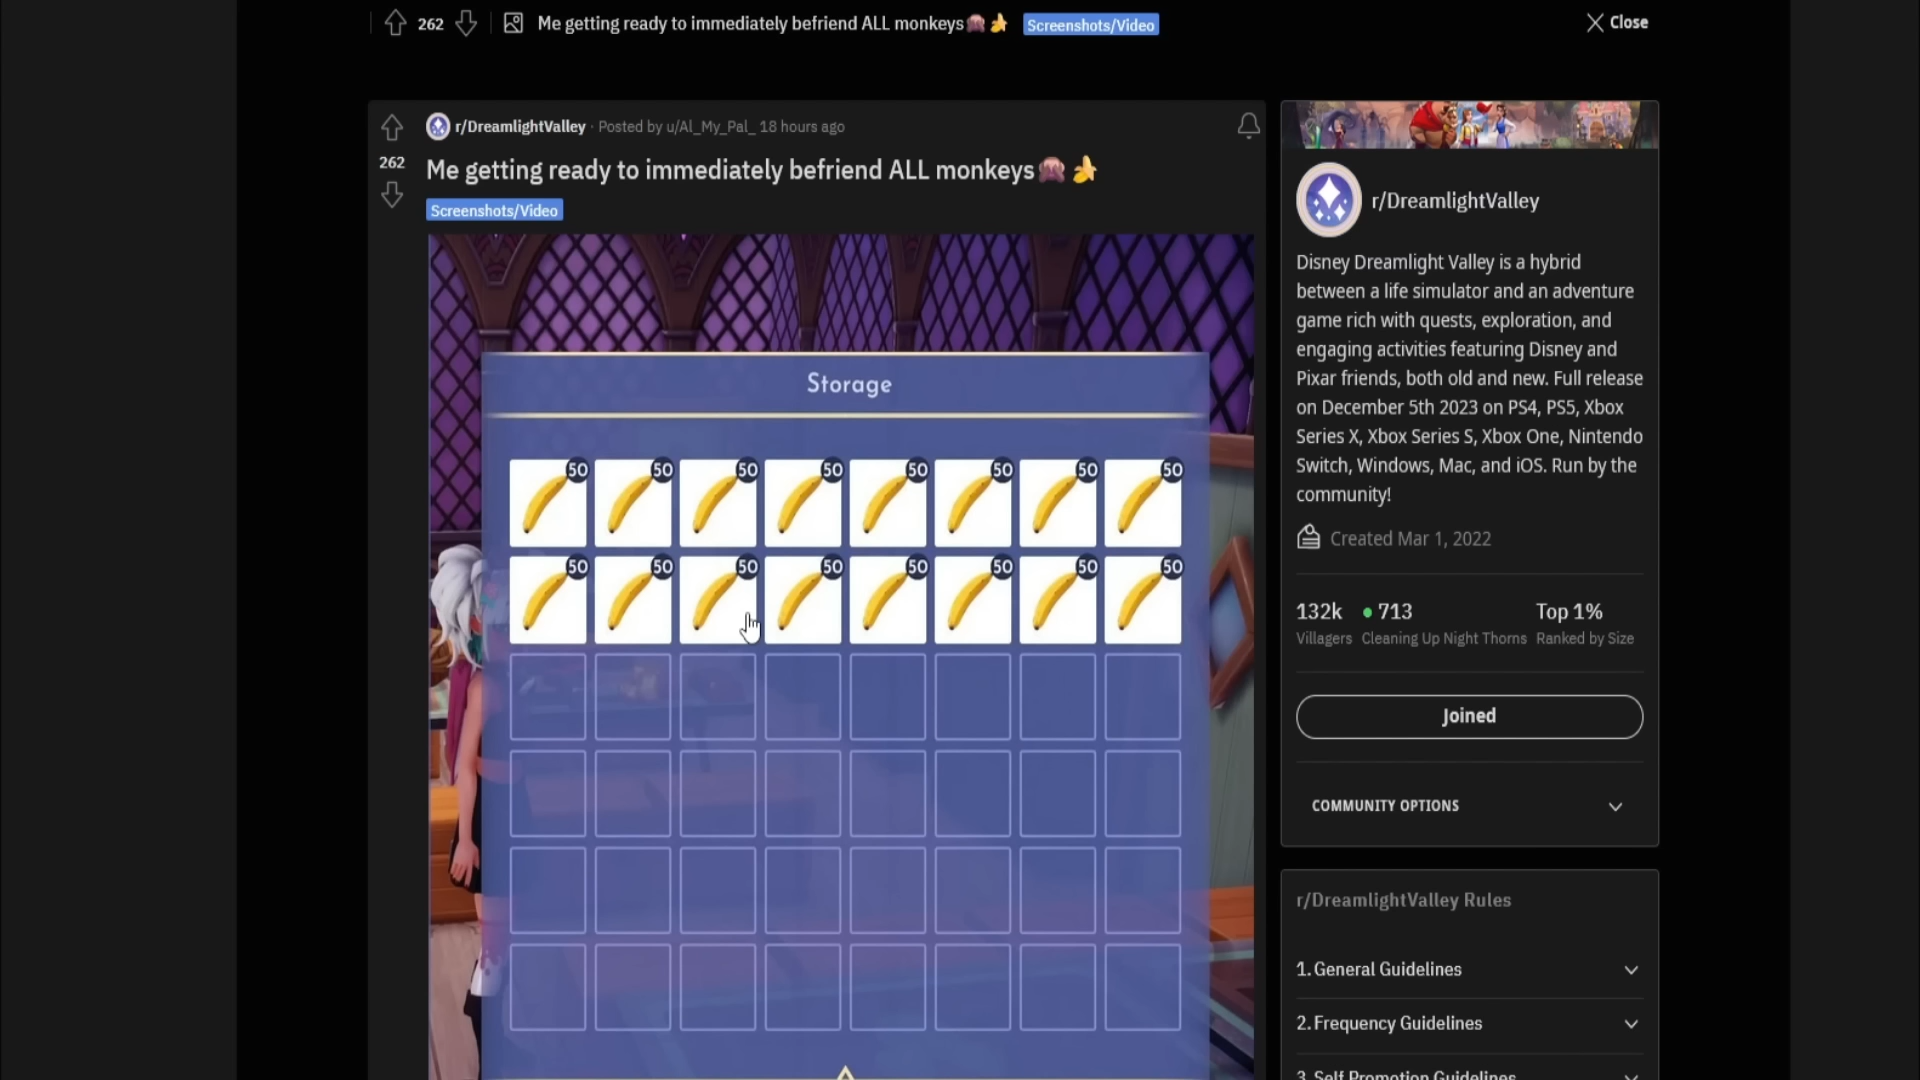 262 Me getting ready to immediately befriend ALL monkeys🙈🍌 Screenshots/Video Close
r/DreamlightValley · Posted by u/Al_My_Pal_ 18 hours ago
262
Me getting ready to immediately befriend ALL monkeys🙈🍌
Screenshots/Video
Storage
50 50 50 50 50 50 50 50
50 50 50 50 50 50 50 50
r/DreamlightValley
Disney Dreamlight Valley is a hybrid
between a life simulator and an adventure
game rich with quests, exploration, and
engaging activities featuring Disney and
Pixar friends, both old and new. Full release
on December 5th 2023 on PS4, PS5, Xbox
Series X, Xbox Series S, Xbox One, Nintendo
Switch, Windows, Mac, and iOS. Run by the
community!
Created Mar 1, 2022
132k 713 Top 1%
Villagers Cleaning Up Night Thorns Ranked by Size
Joined
COMMUNITY OPTIONS
r/DreamlightValley Rules
1. General Guidelines
2. Frequency Guidelines
3. Self Promotion Guidelines